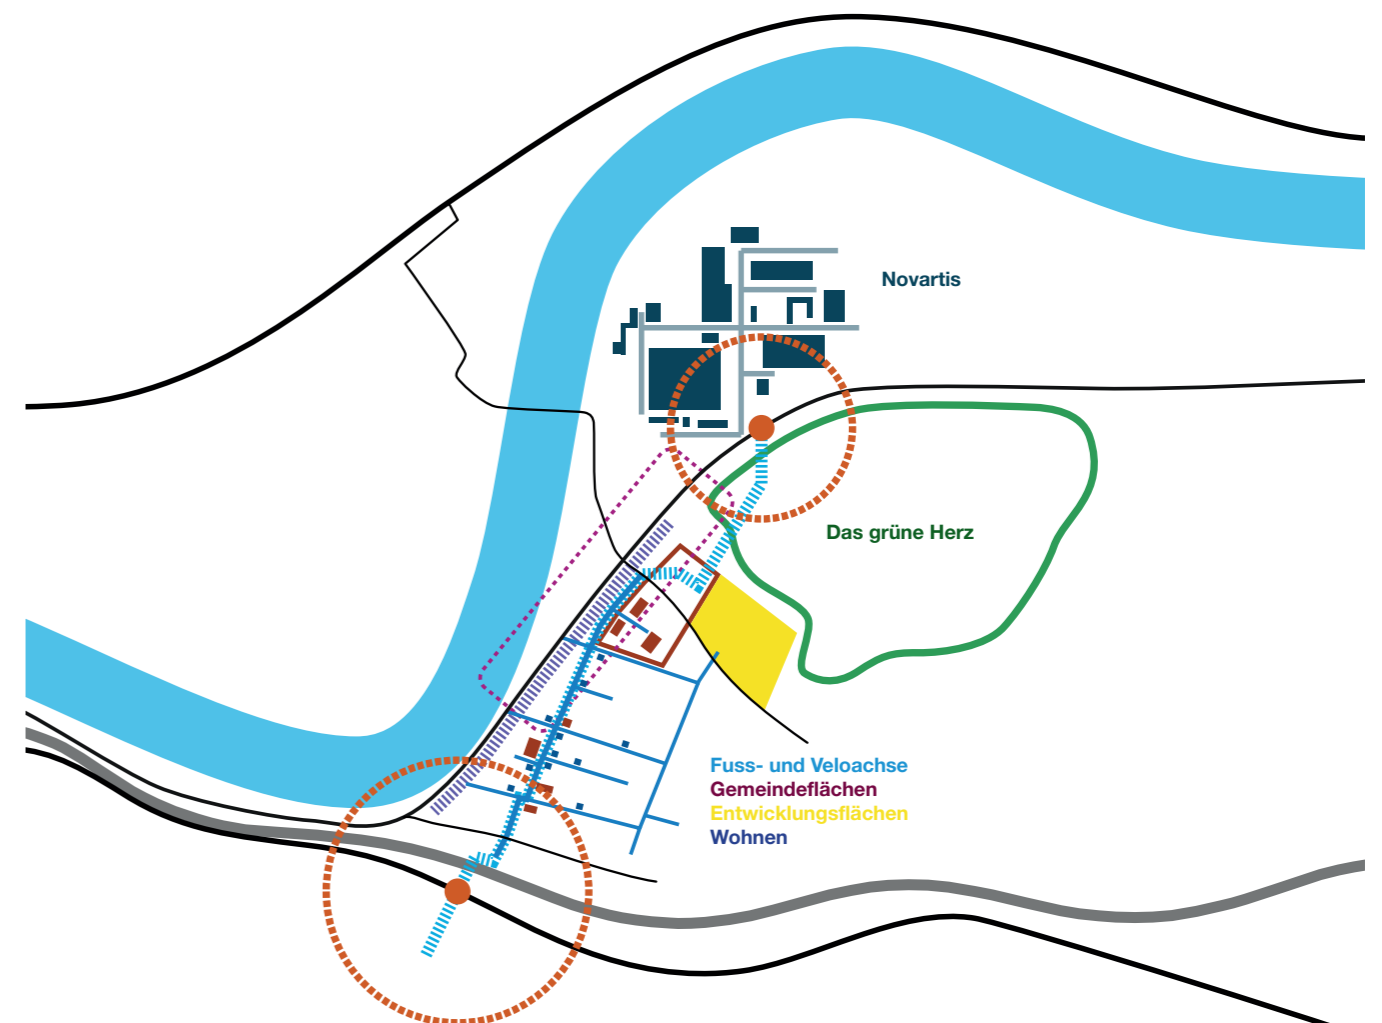 Novartis
Das grüne Herz
Fuss- und Veloachse
Gemeindeflächen
Entwicklungsflächen
Wohnen